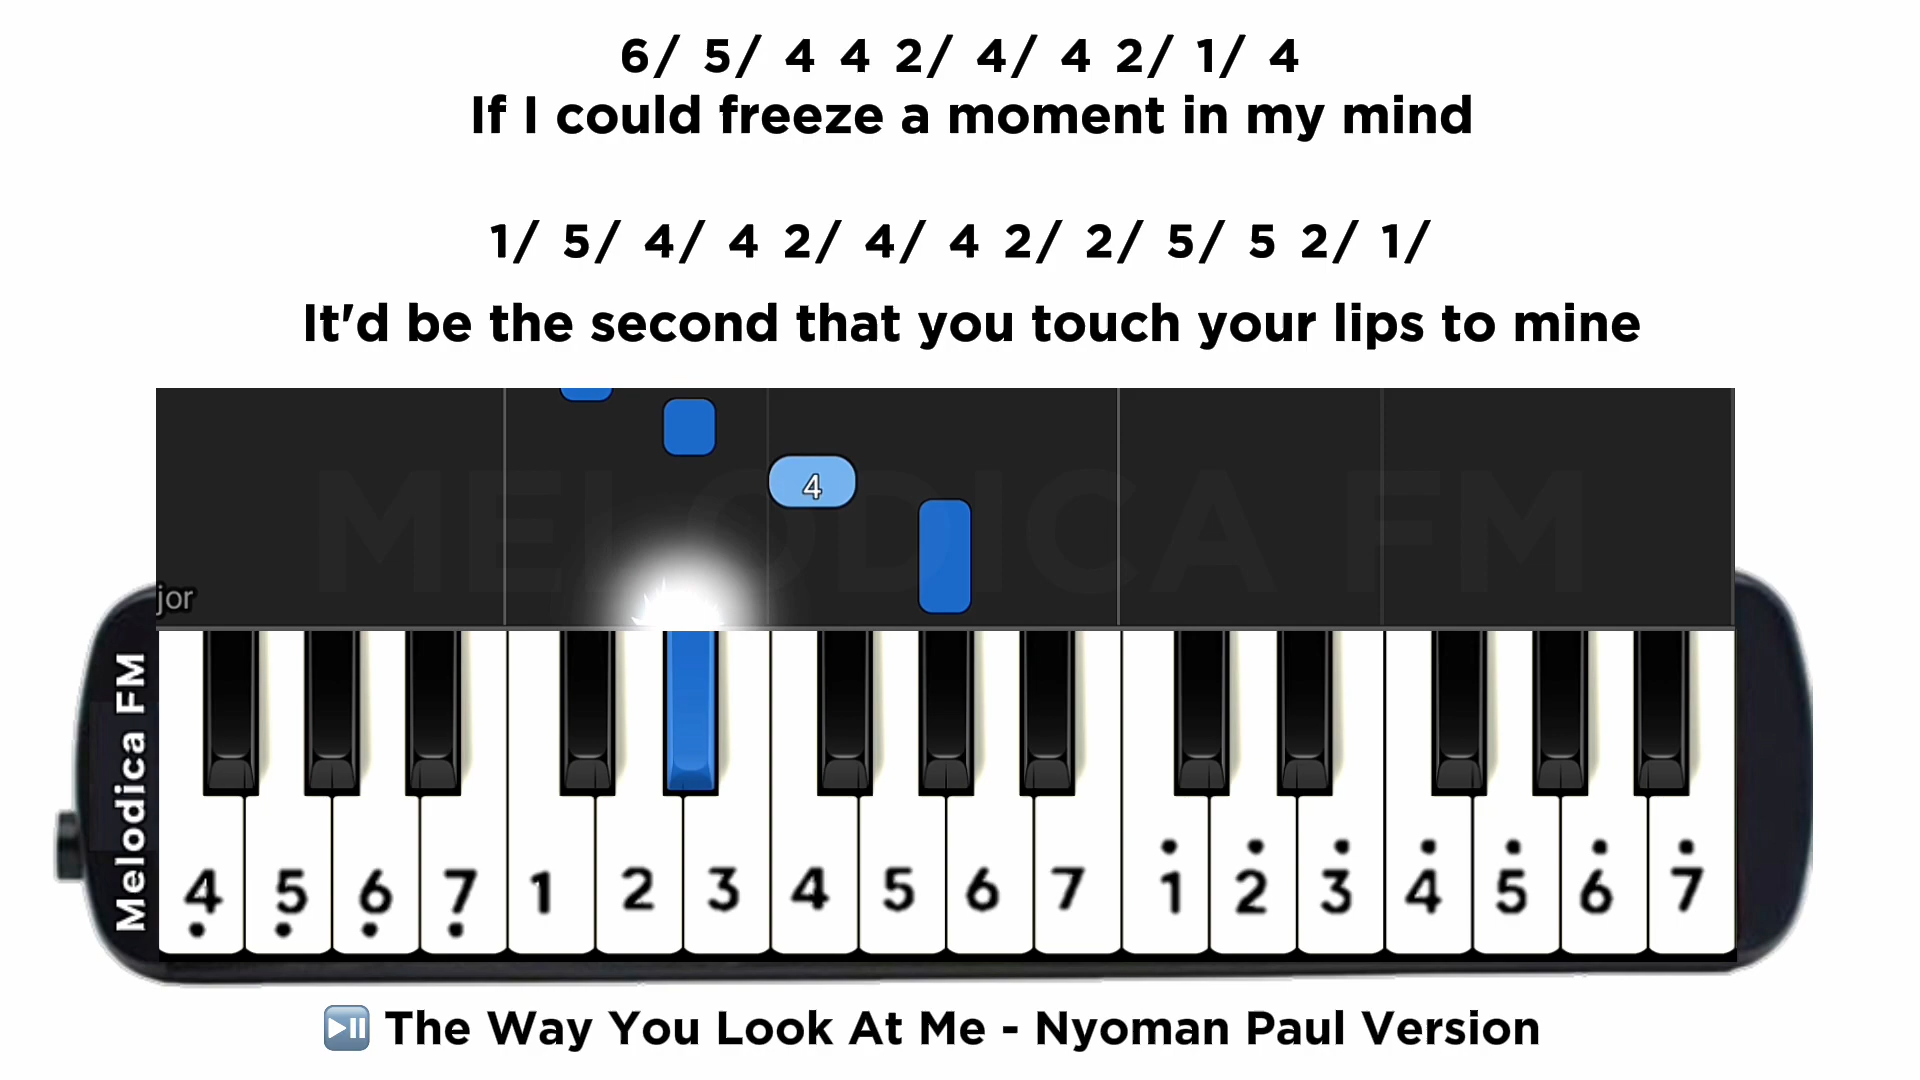 6/ 5/ 4 4 2/ 4/ 4 2/ 1/ 4
If I could freeze a moment in my mind
1/ 5/ 4/ 4 2/ 4/ 4 2/ 2/ 5/ 5 2/ 1/
It'd be the second that you touch your lips to mine
MELODICA FM
4
jor
Melodica FM
4 5 6 7 1 2 3 4 5 6 7 1 2 3 4 5 6 7
The Way You Look At Me - Nyoman Paul Version